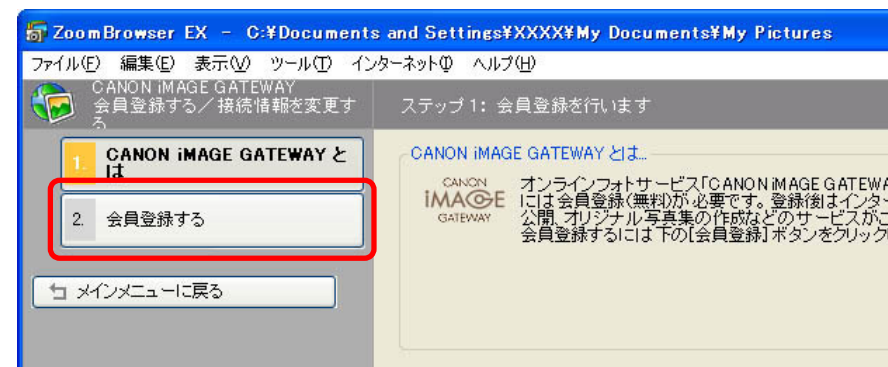 ZoomBrowser EX - C:¥Documents and Settings¥XXXX¥My Documents¥My Pictures
ファイル(F) 編集(E) 表示(V) ツール(T) インターネット(I) ヘルプ(H)
CANON iMAGE GATEWAY
会員登録する／接続情報を変更す
る
ステップ1: 会員登録を行います
1. CANON iMAGE GATEWAY と
は
2. 会員登録する
メインメニューに戻る
CANON iMAGE GATEWAY とは...
CANON
iMAGE
GATEWAY
オンラインフォトサービス「CANON iMAGE GATEWA
には会員登録(無料)が必要です。登録後はインター
公開、オリジナル写真集の作成などのサービスがご
会員登録するには下の[会員登録]ボタンをクリック